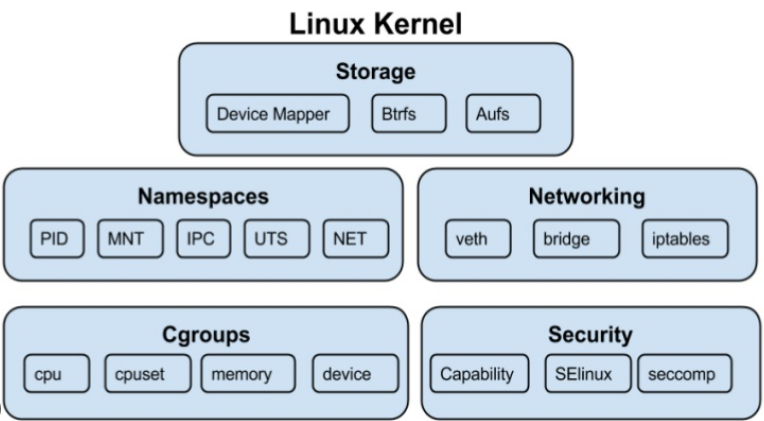 Linux Kernel
Storage
Device Mapper Btrfs Aufs
Namespaces
PID MNT IPC UTS NET
Networking
veth bridge iptables
Cgroups
cpu cpuset memory device
Security
Capability SElinux seccomp